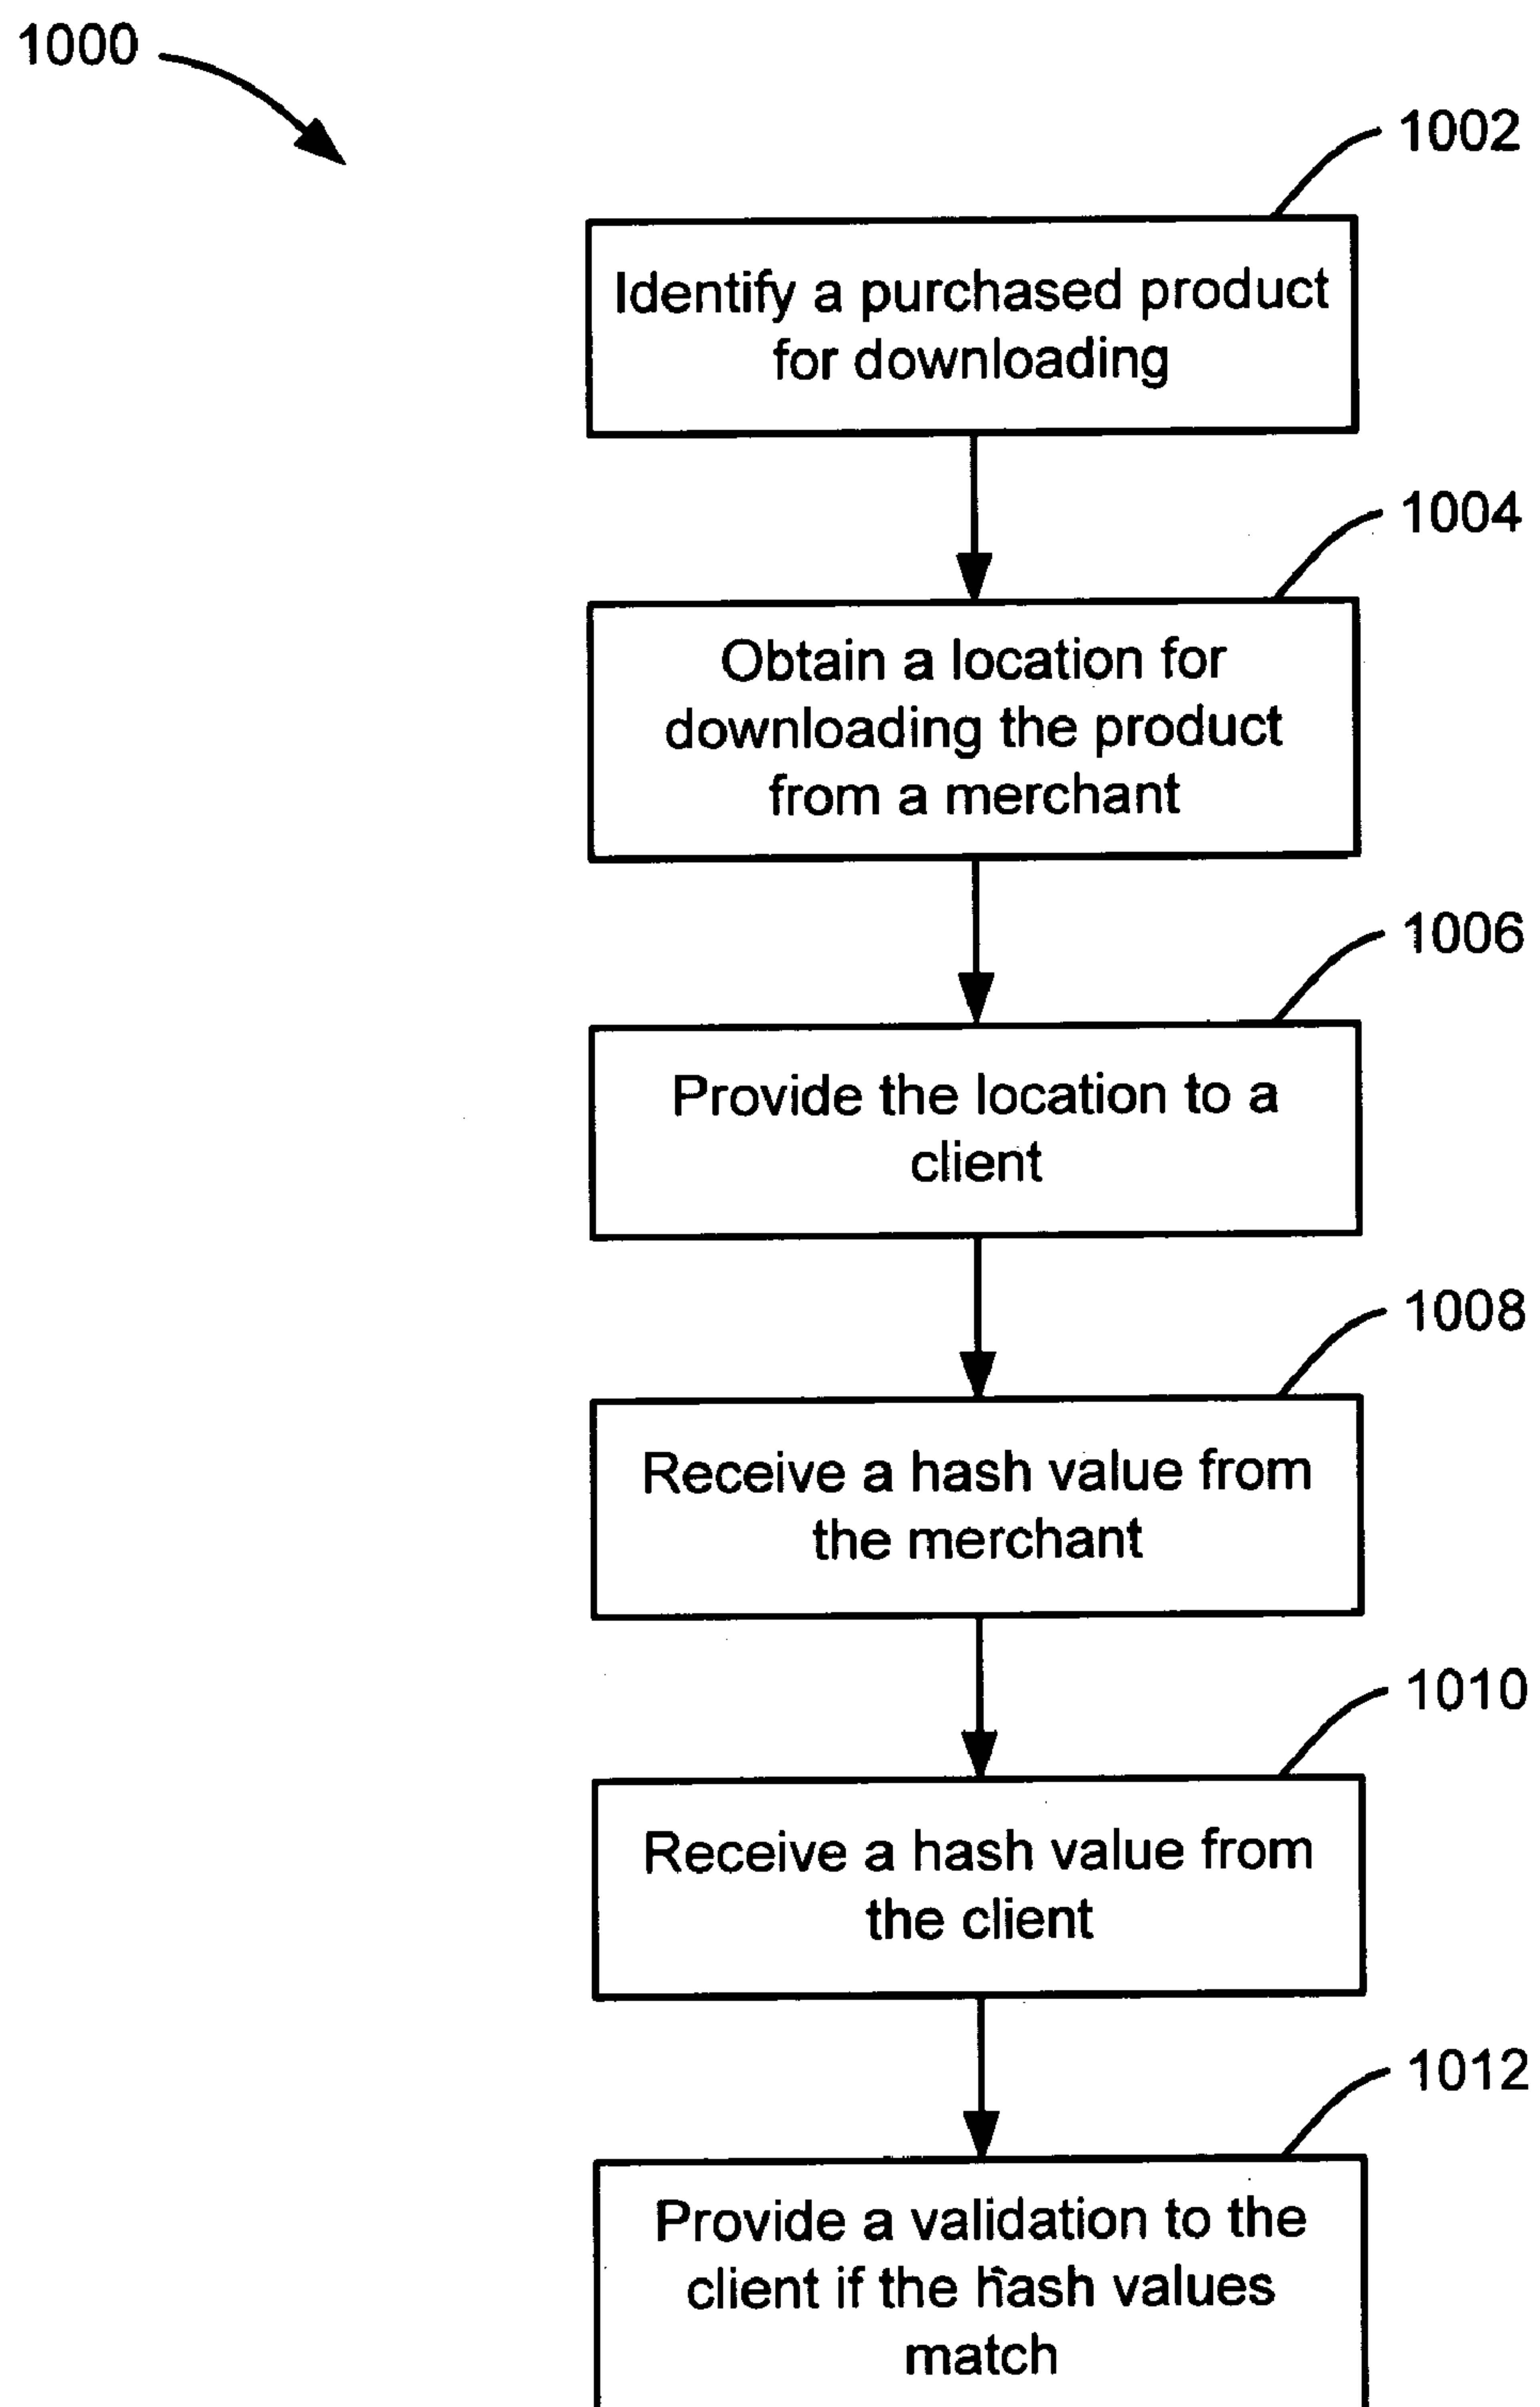 1000
1002
Identify a purchased product
for downloading
1004
Obtain a location for
downloading the product
from a merchant
1006
Provide the location to a
client
1008
Receive a hash value from
the merchant
1010
Receive a hash value from
the client
1012
Provide a validation to the
client if the hash values
match